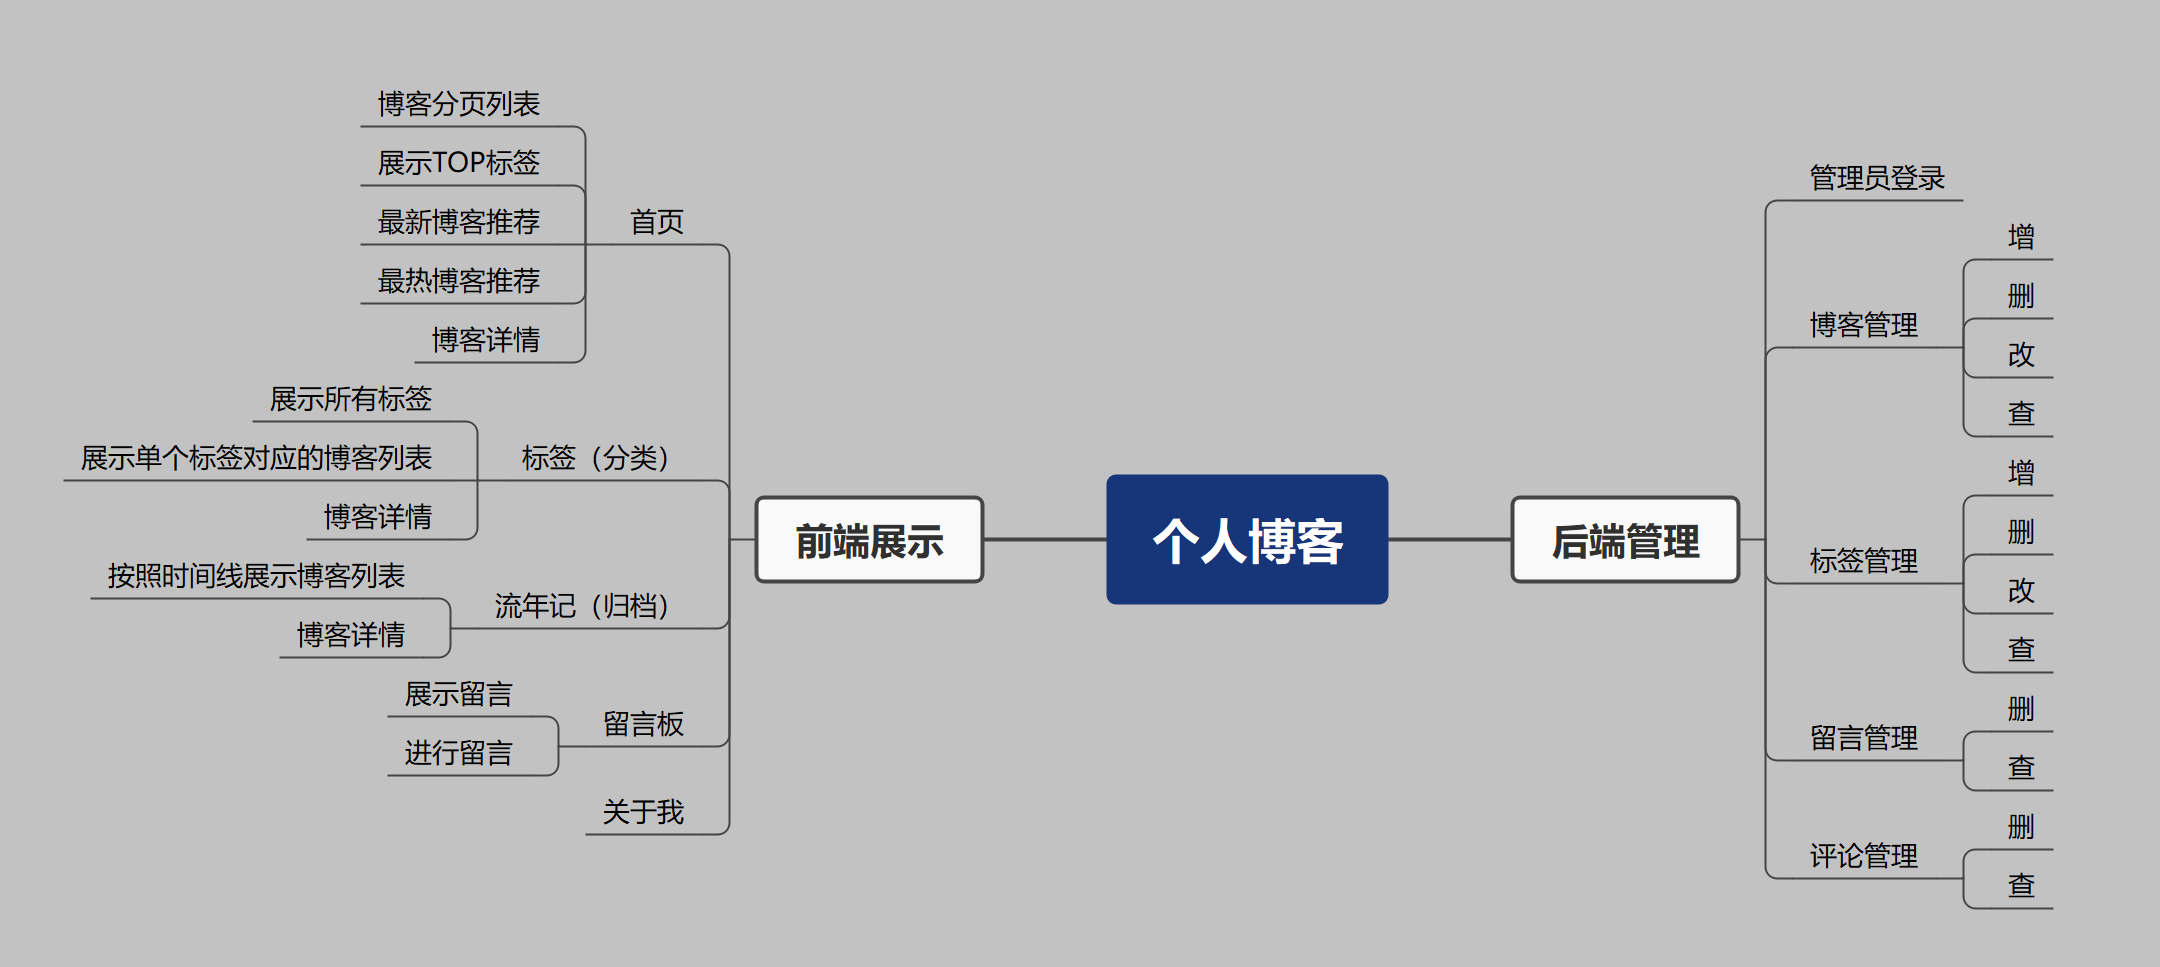 个人博客
前端展示
首页
博客分页列表
展示TOP标签
最新博客推荐
最热博客推荐
博客详情
标签（分类）
展示所有标签
展示单个标签对应的博客列表
博客详情
流年记（归档）
按照时间线展示博客列表
博客详情
留言板
展示留言
进行留言
关于我
后端管理
管理员登录
博客管理
增
删
改
查
标签管理
增
删
改
查
留言管理
删
查
评论管理
删
查